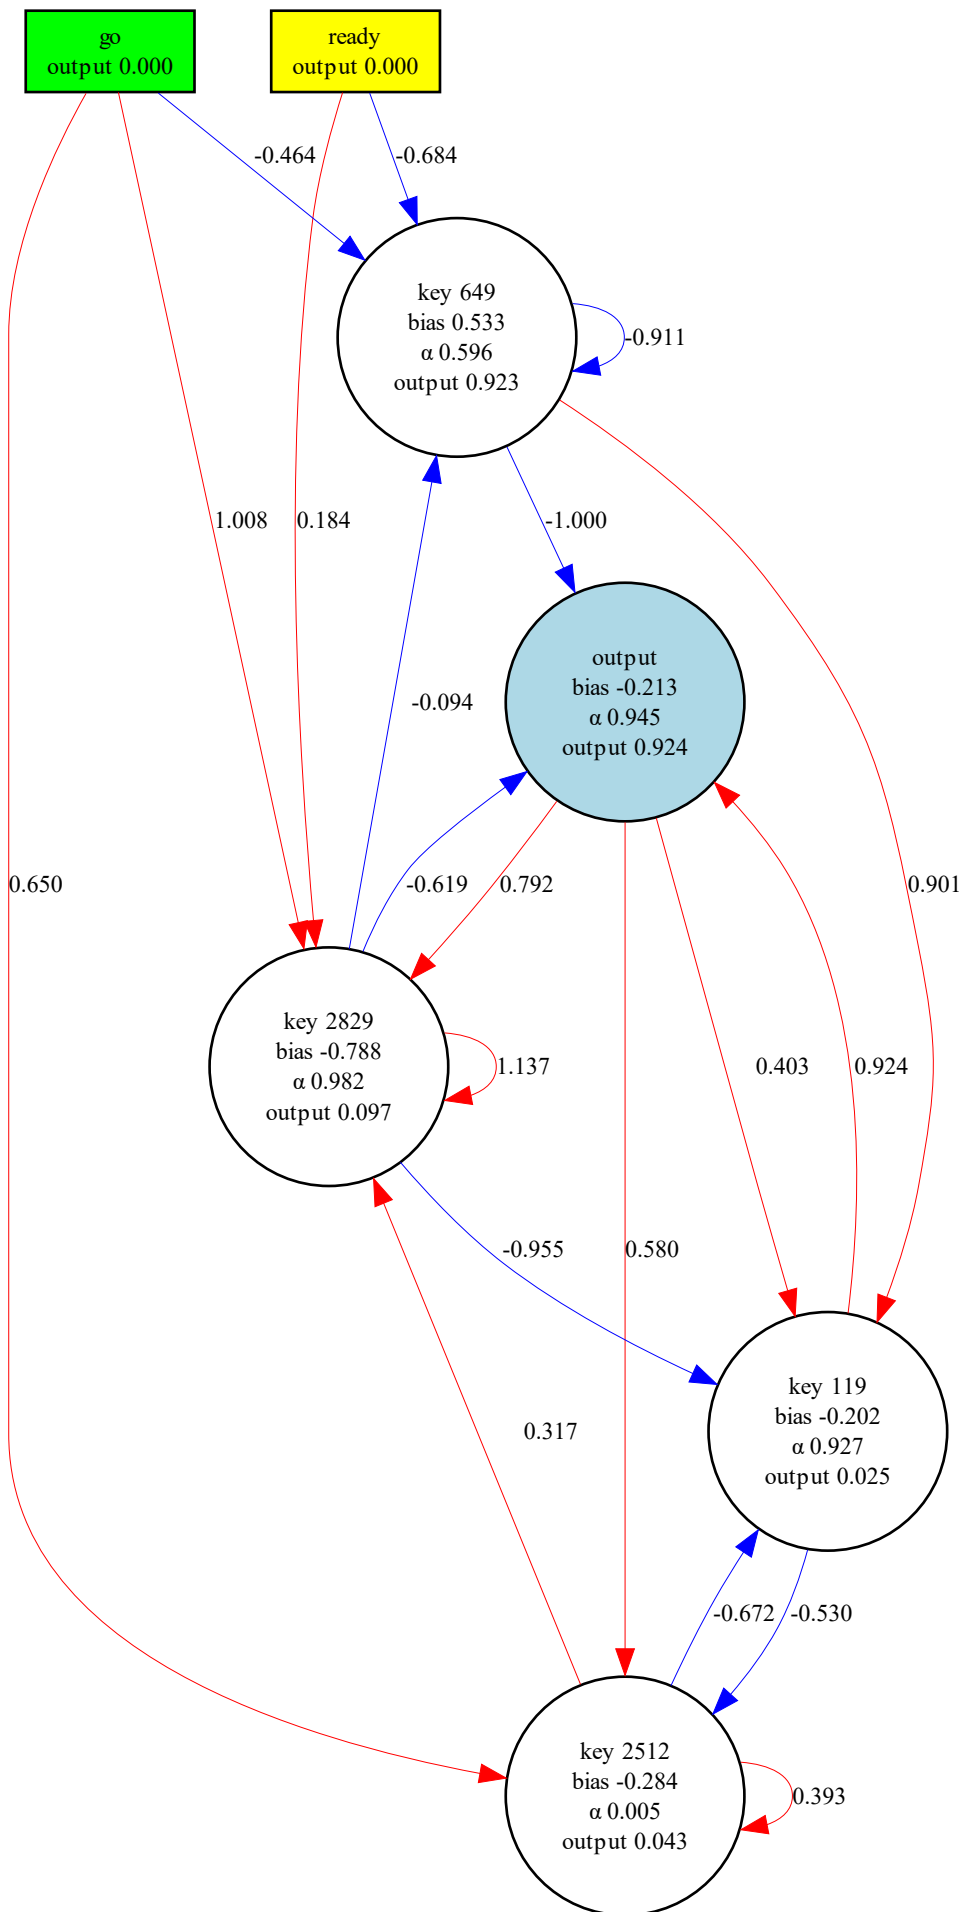 go
output 0.000
ready
output 0.000
-0.464
-0.684
key 649
bias 0.533
α 0.596
output 0.923
-0.911
1.008
0.184
-1.000
output
bias -0.213
α 0.945
output 0.924
-0.094
0.650
-0.619
0.792
0.901
key 2829
bias -0.788
α 0.982
output 0.097
1.137
0.403
0.924
-0.955
0.580
key 119
bias -0.202
α 0.927
output 0.025
0.317
-0.672
-0.530
key 2512
bias -0.284
α 0.005
output 0.043
0.393